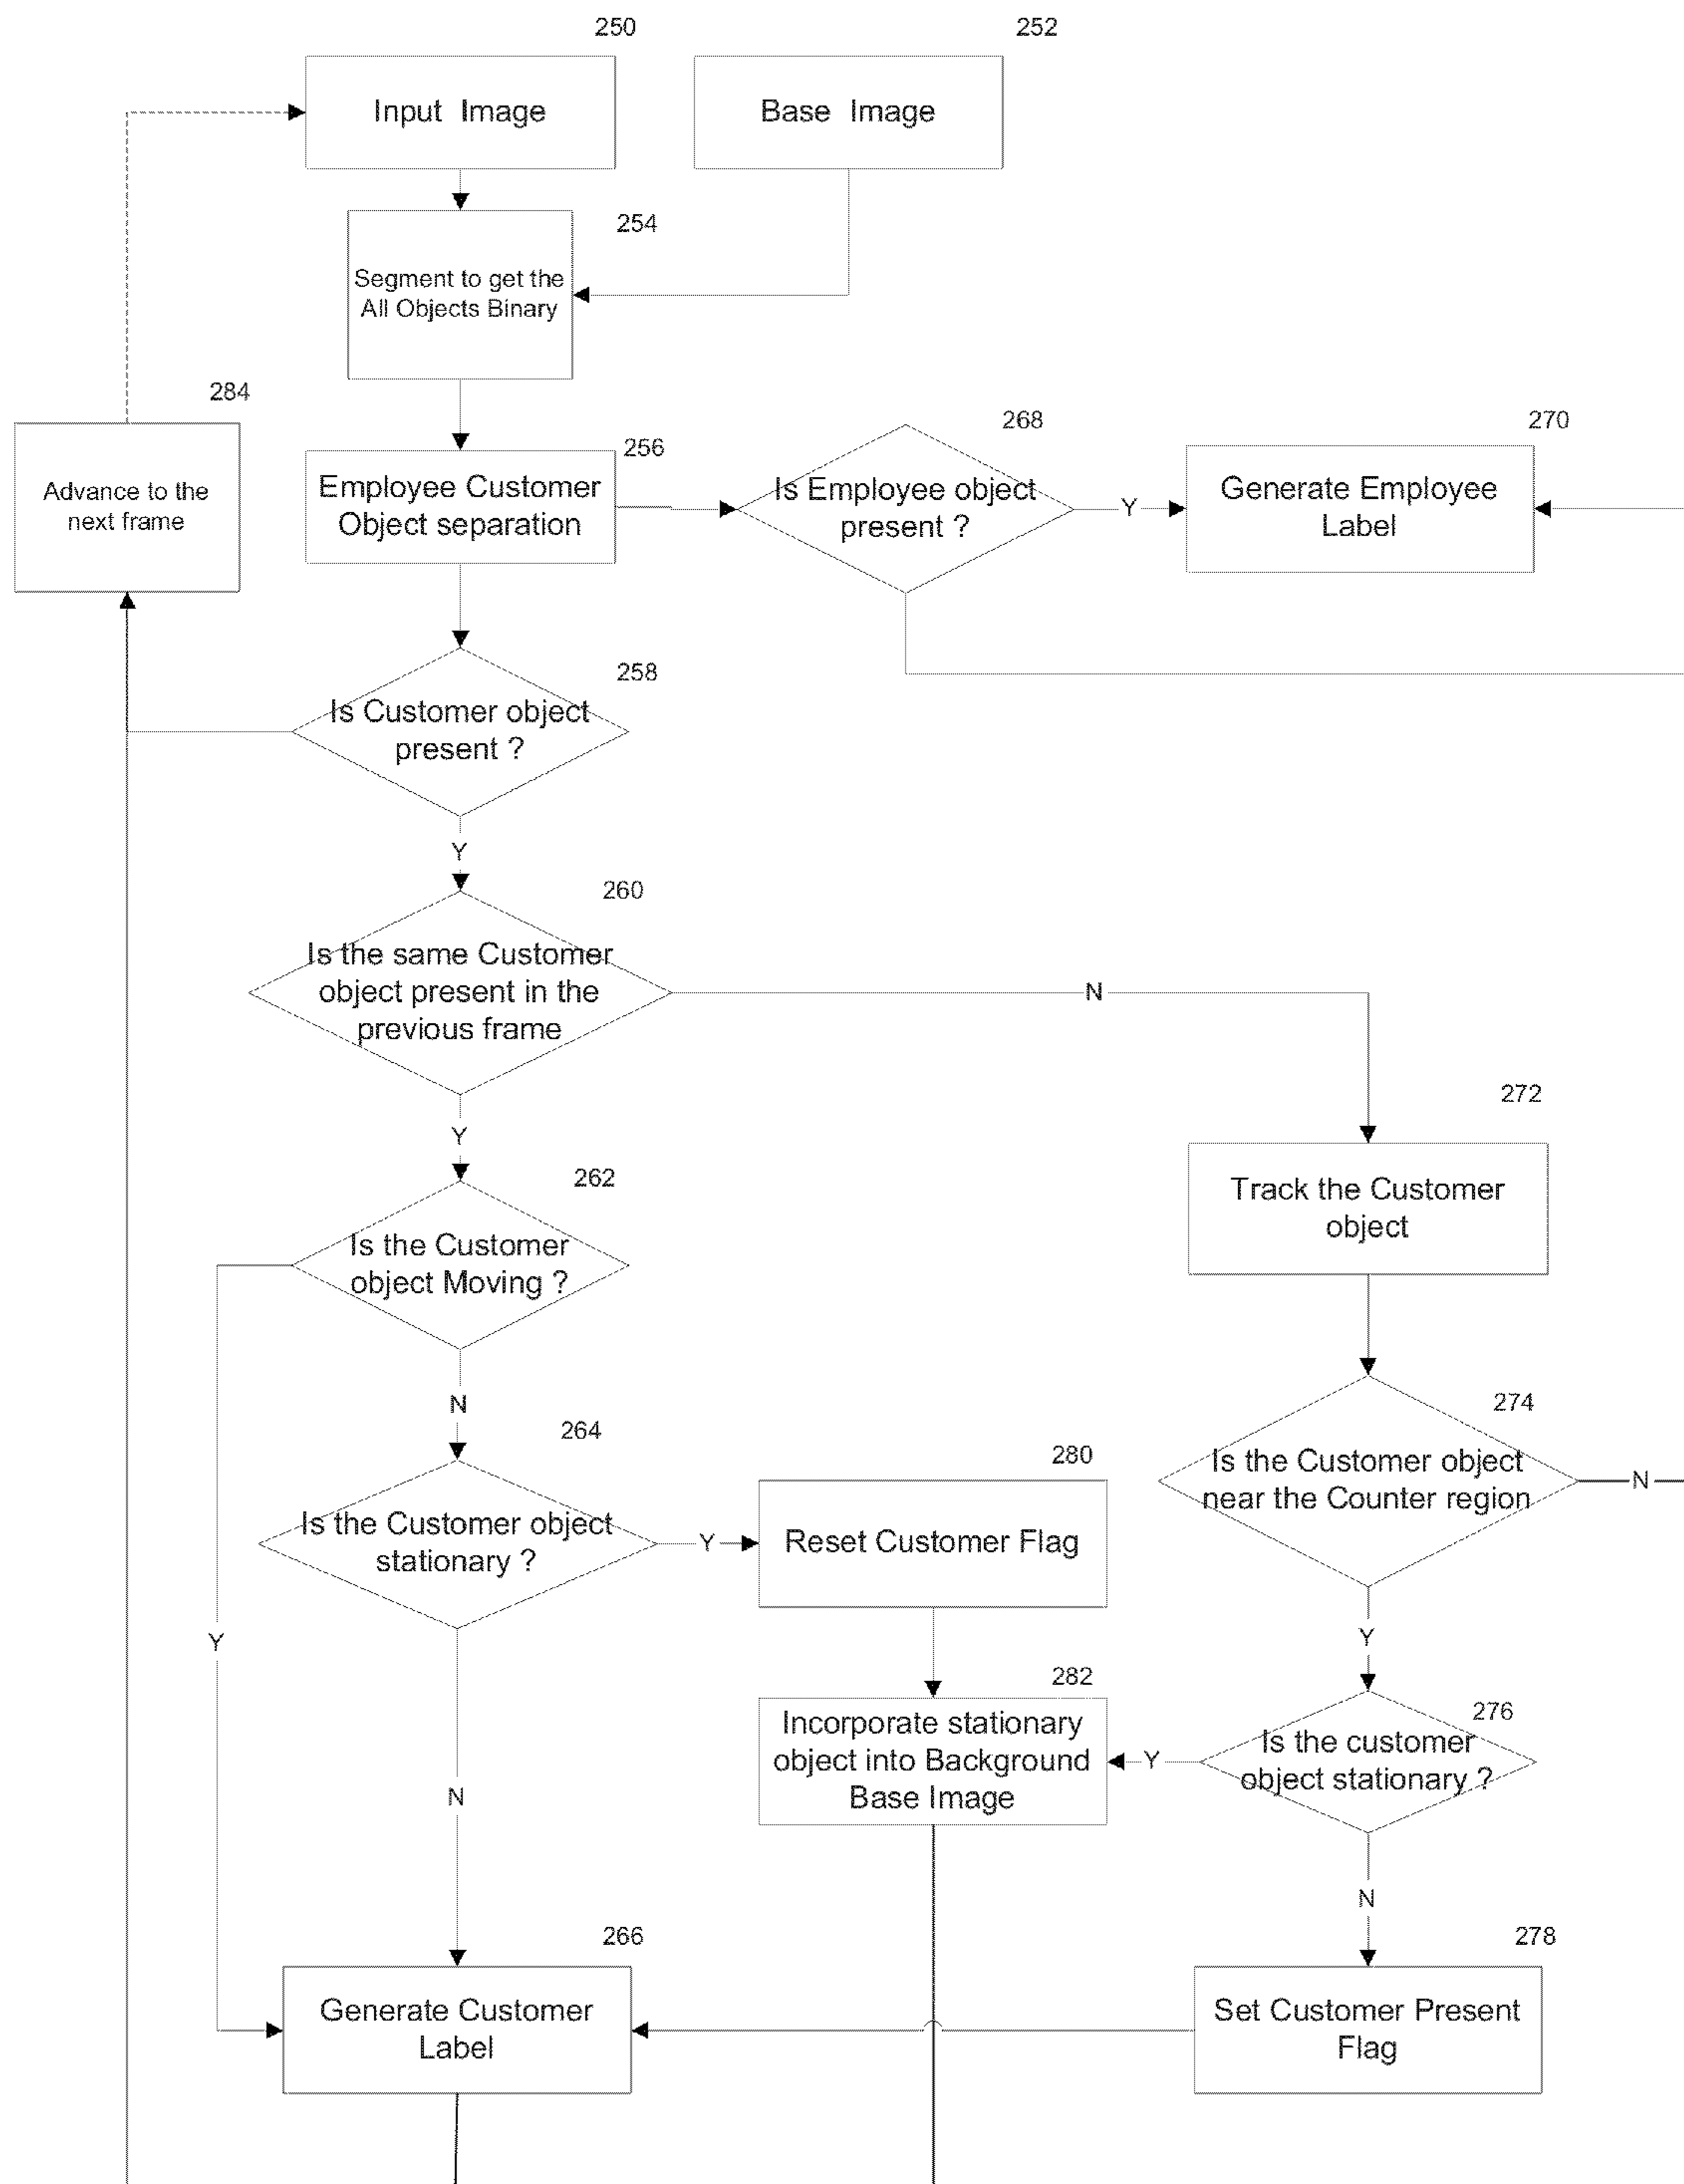 250
252
Input Image
Base Image
254
Segment to get the
All Objects Binary
284
Advance to the
next frame
256
Employee Customer
Object separation
268
Is Employee object
present ?
Y
270
Generate Employee
Label
258
Is Customer object
present ?
Y
260
Is the same Customer
object present in the
previous frame
N
Y
272
Track the Customer
object
262
Is the Customer
object Moving ?
N
Y
274
Is the Customer object
near the Counter region
N
Y
264
Is the Customer object
stationary ?
Y
N
280
Reset Customer Flag
282
Incorporate stationary
object into Background
Base Image
276
Is the customer
object stationary ?
Y
N
266
Generate Customer
Label
278
Set Customer Present
Flag